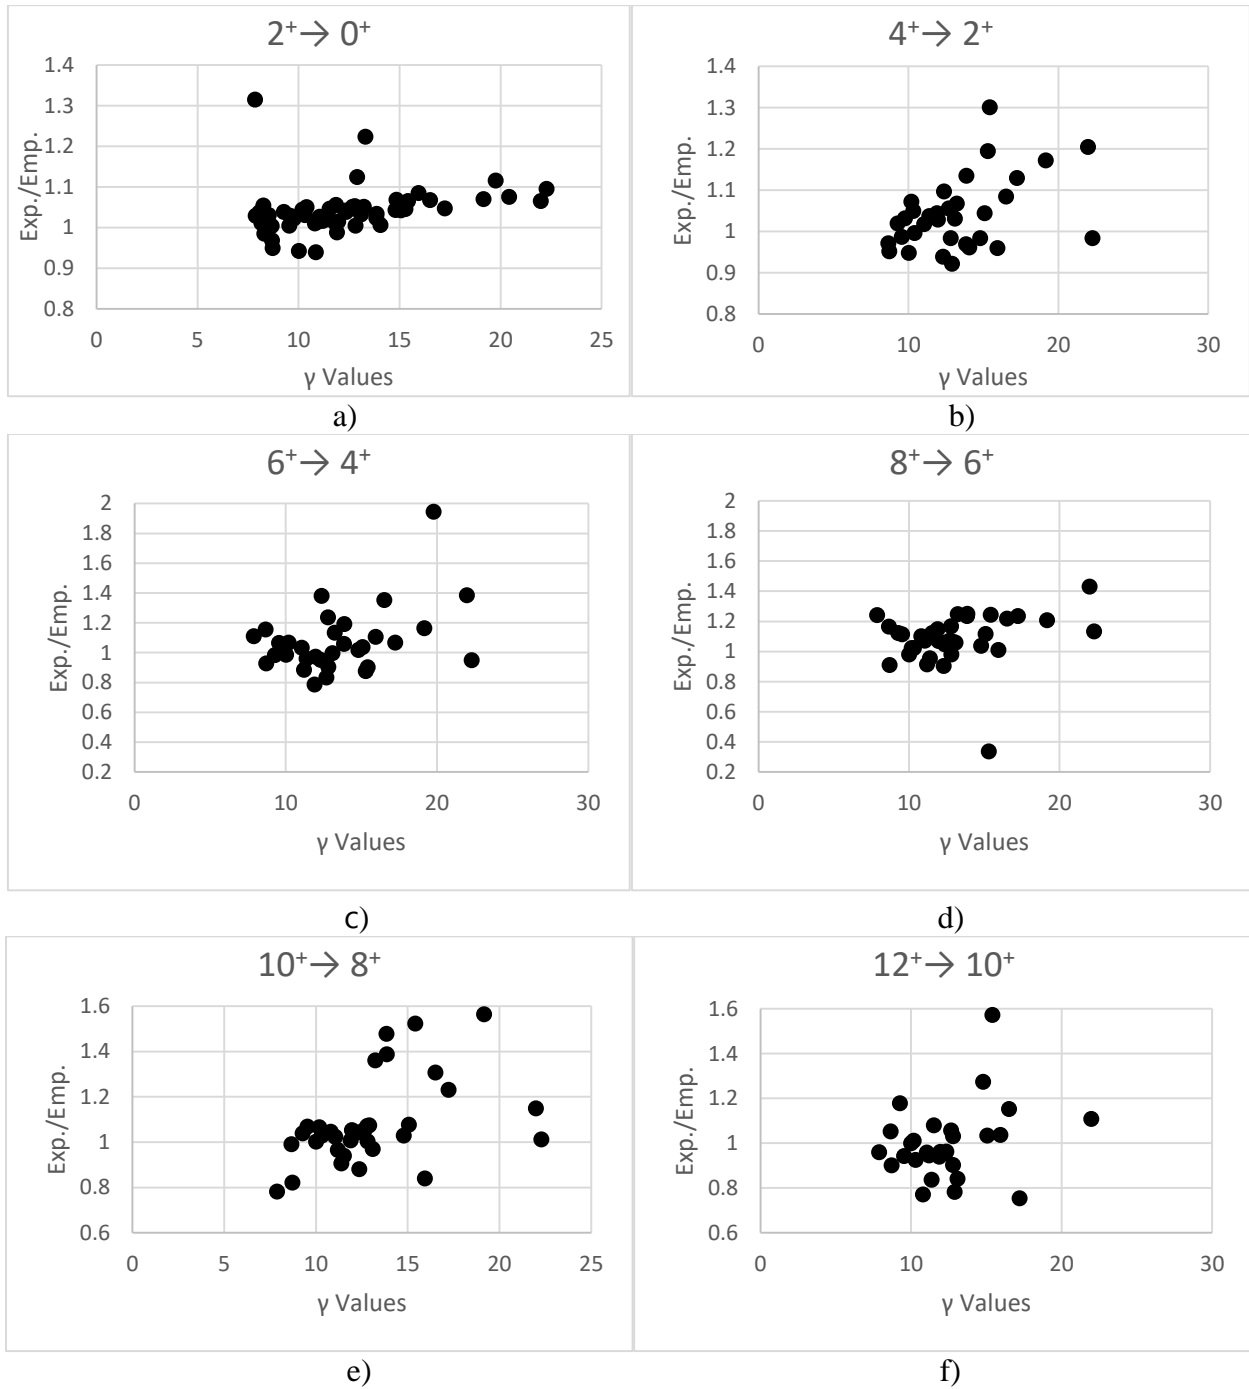 2⁺→ 0⁺
1.4
1.3
1.2
1.1
1
0.9
0.8
Exp./Emp.
0 5 10 15 20 25
γ Values
a)
4⁺→ 2⁺
1.4
1.3
1.2
1.1
1
0.9
0.8
Exp./Emp.
0 10 20 30
γ Values
b)
6⁺→ 4⁺
2
1.8
1.6
1.4
1.2
1
0.8
0.6
0.4
0.2
Exp./Emp.
0 10 20 30
γ Values
c)
8⁺→ 6⁺
2
1.8
1.6
1.4
1.2
1
0.8
0.6
0.4
0.2
Exp./Emp.
0 10 20 30
γ Values
d)
10⁺→ 8⁺
1.6
1.4
1.2
1
0.8
0.6
Exp./Emp.
0 5 10 15 20 25
γ Values
e)
12⁺→ 10⁺
1.6
1.4
1.2
1
0.8
0.6
Exp./Emp.
0 10 20 30
γ Values
f)